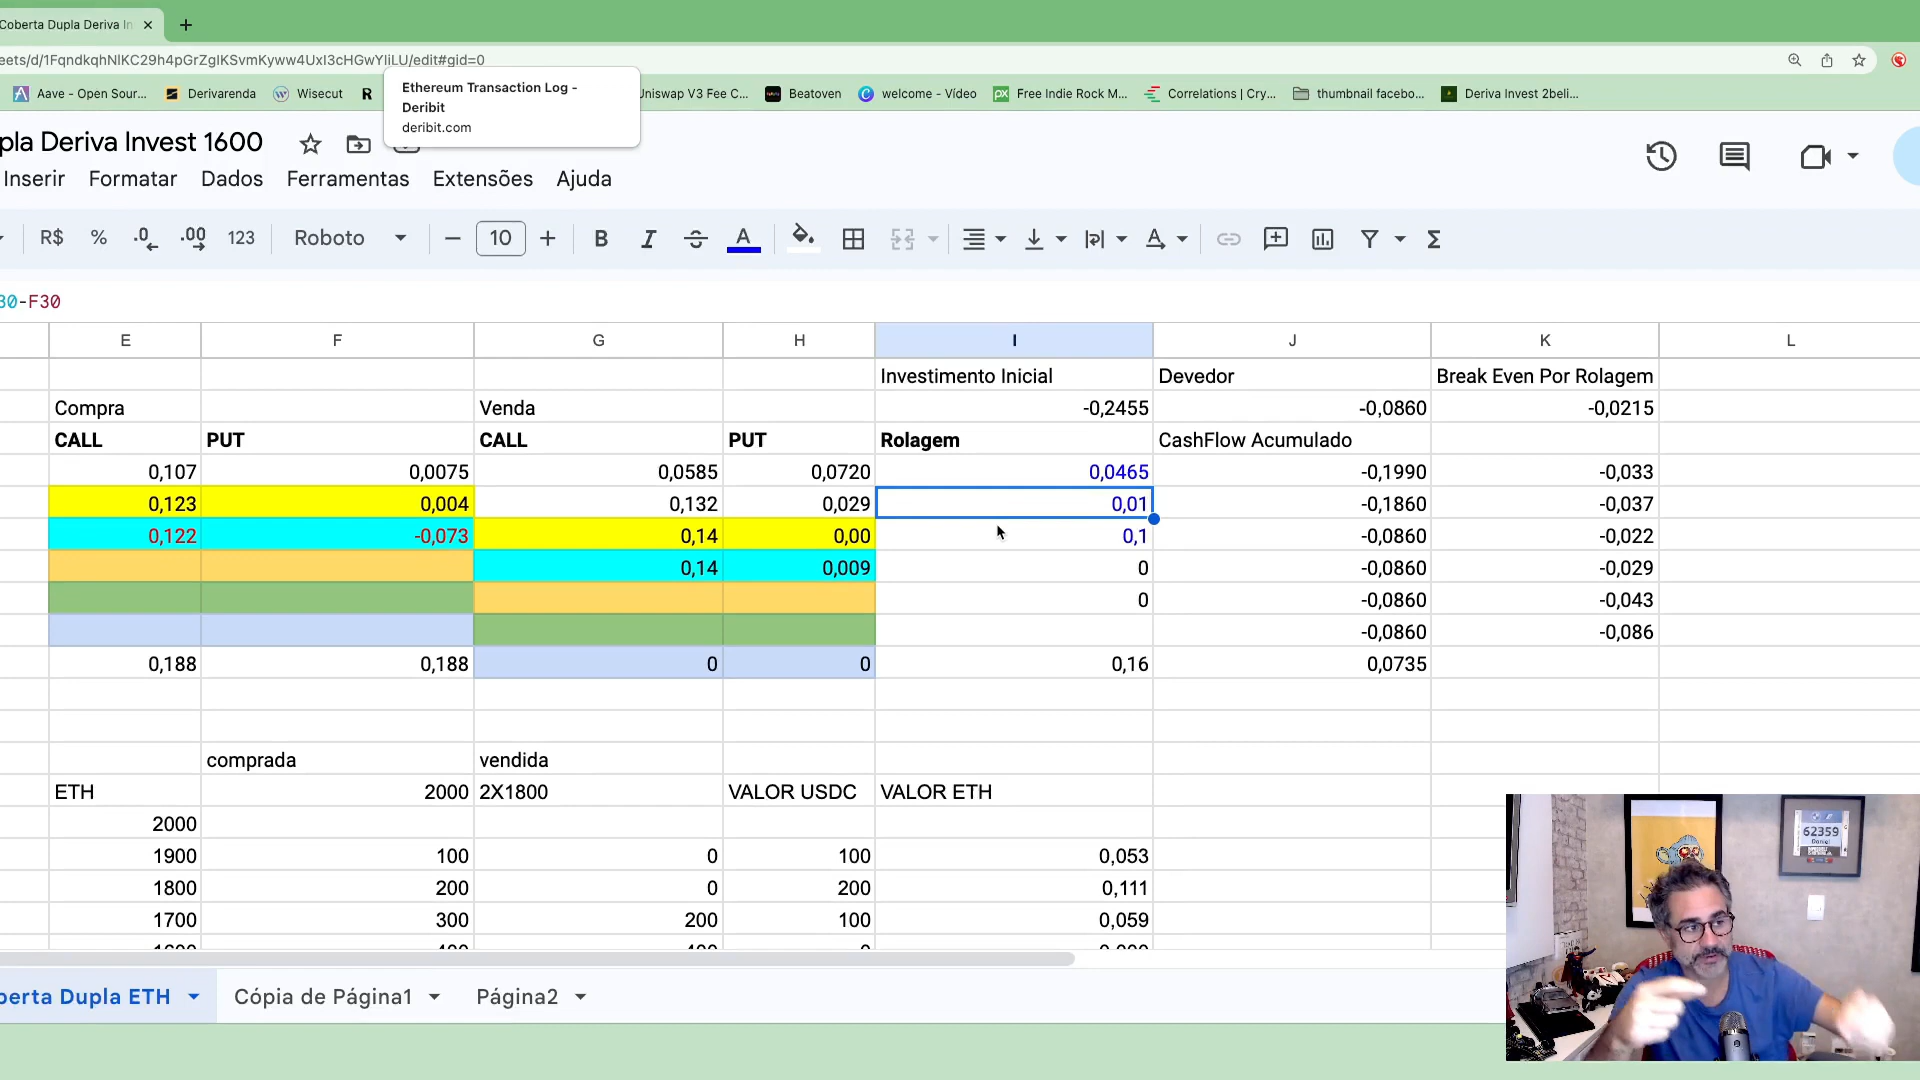 Coberta Dupla Deriva In
eets/d/1FqndkqhNlKC29h4pGrZgIKSvmKyww4UxI3cHGwYIiLU/edit#gid=0
Aave - Open Sour...
Derivarenda
Wisecut
Ethereum Transaction Log - Deribit
deribit.com
Uniswap V3 Fee C...
Beatoven
welcome - Vídeo
Free Indie Rock M...
Correlations | Cry...
thumbnail facebo...
Deriva Invest 2beli...
pla Deriva Invest 1600
Inserir Formatar Dados Ferramentas Extensões Ajuda
R$ % .0 .00 123 Roboto 10 B I A
30-F30
E F G H I J K L
Investimento Inicial Devedor Break Even Por Rolagem
Compra Venda -0,2455 -0,0860 -0,0215
CALL PUT CALL PUT Rolagem CashFlow Acumulado
0,107 0,0075 0,0585 0,0720 0,0465 -0,1990 -0,033
0,123 0,004 0,132 0,029 0,01 -0,1860 -0,037
0,122 -0,073 0,14 0,00 0,1 -0,0860 -0,022
0,14 0,009 0 -0,0860 -0,029
0 -0,0860 -0,043
-0,0860 -0,086
0,188 0,188 0 0 0,16 0,0735
comprada vendida
ETH 2000 2X1800 VALOR USDC VALOR ETH
2000
1900 100 0 100 0,053
1800 200 0 200 0,111
1700 300 200 100 0,059
62359
Daniel
berta Dupla ETH Cópia de Página1 Página2